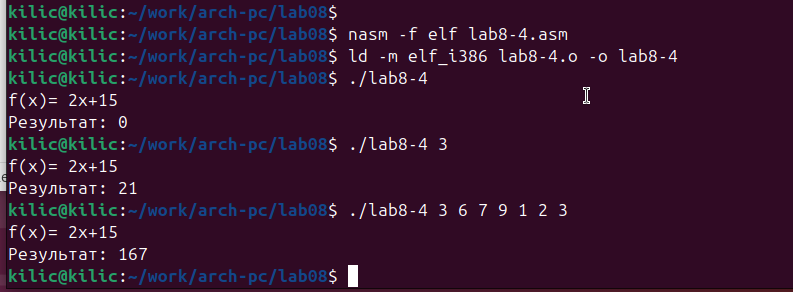 kilic@kilic:~/work/arch-pc/lab08$
kilic@kilic:~/work/arch-pc/lab08$ nasm -f elf lab8-4.asm
kilic@kilic:~/work/arch-pc/lab08$ ld -m elf_i386 lab8-4.o -o lab8-4
kilic@kilic:~/work/arch-pc/lab08$ ./lab8-4
f(x)= 2x+15
Результат: 0
kilic@kilic:~/work/arch-pc/lab08$ ./lab8-4 3
f(x)= 2x+15
Результат: 21
kilic@kilic:~/work/arch-pc/lab08$ ./lab8-4 3 6 7 9 1 2 3
f(x)= 2x+15
Результат: 167
kilic@kilic:~/work/arch-pc/lab08$